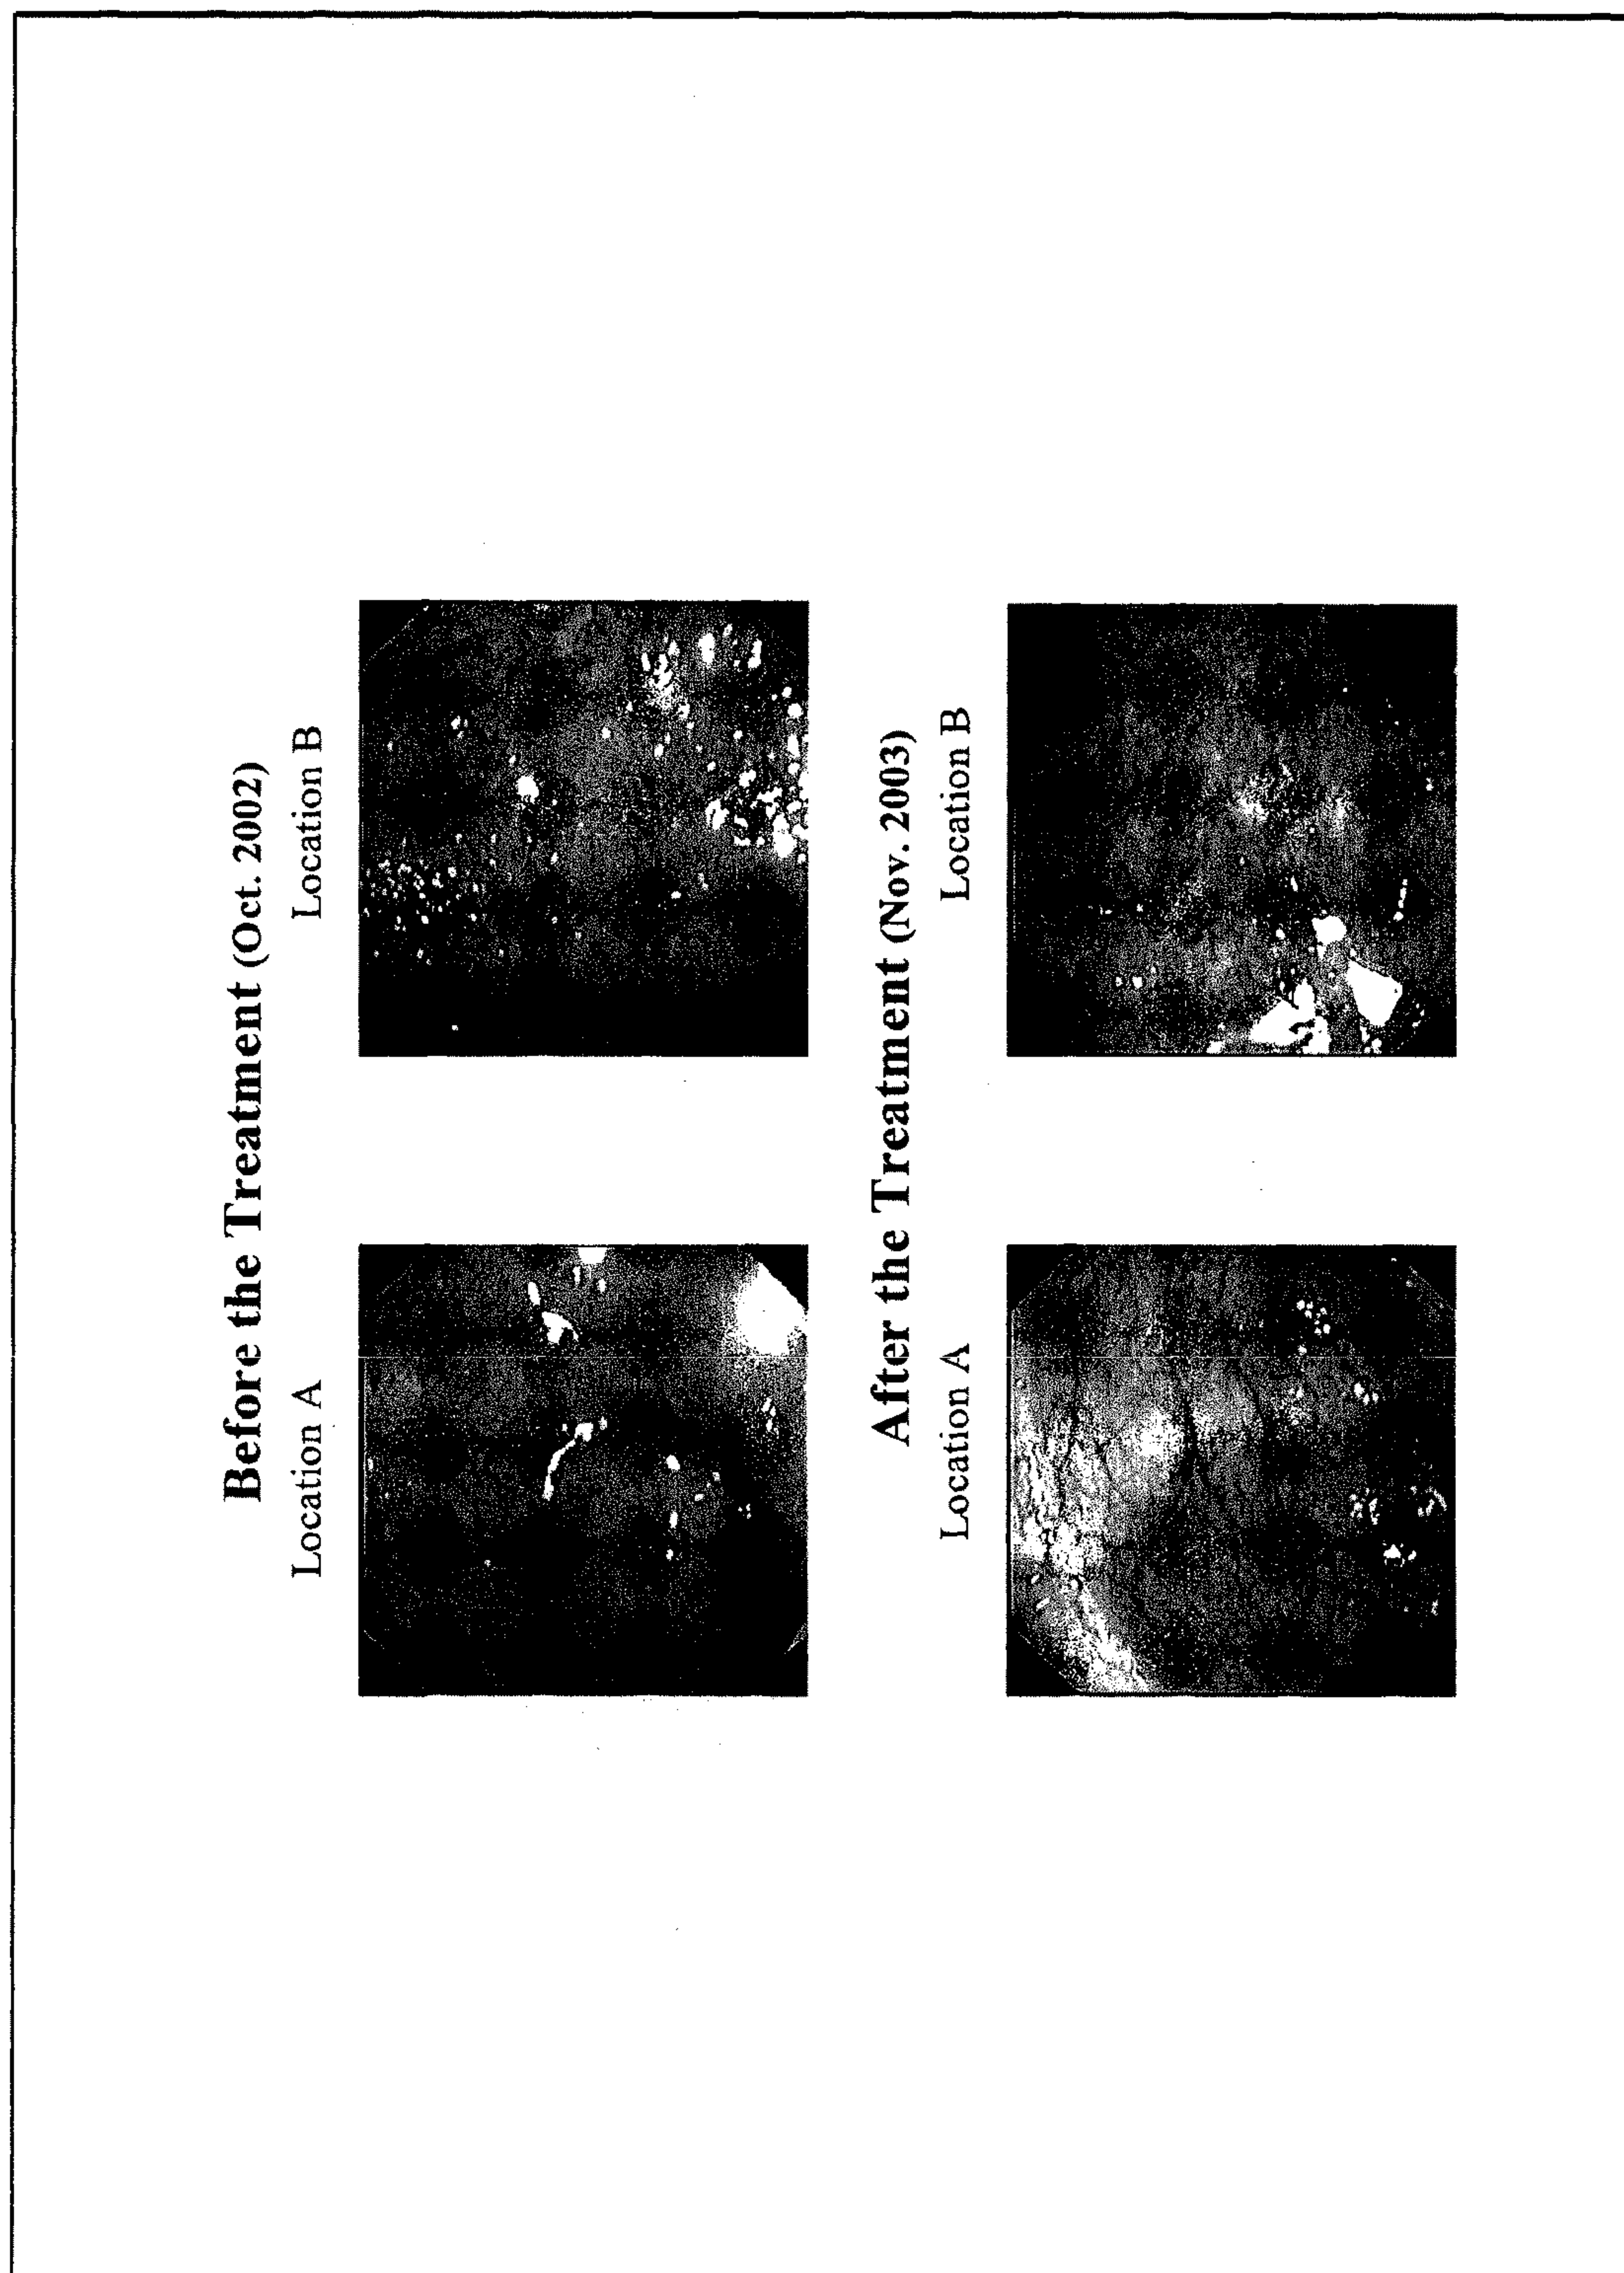 Before the Treatment (Oct. 2002)
Location A
Location B
After the Treatment (Nov. 2003)
Location A
Location B